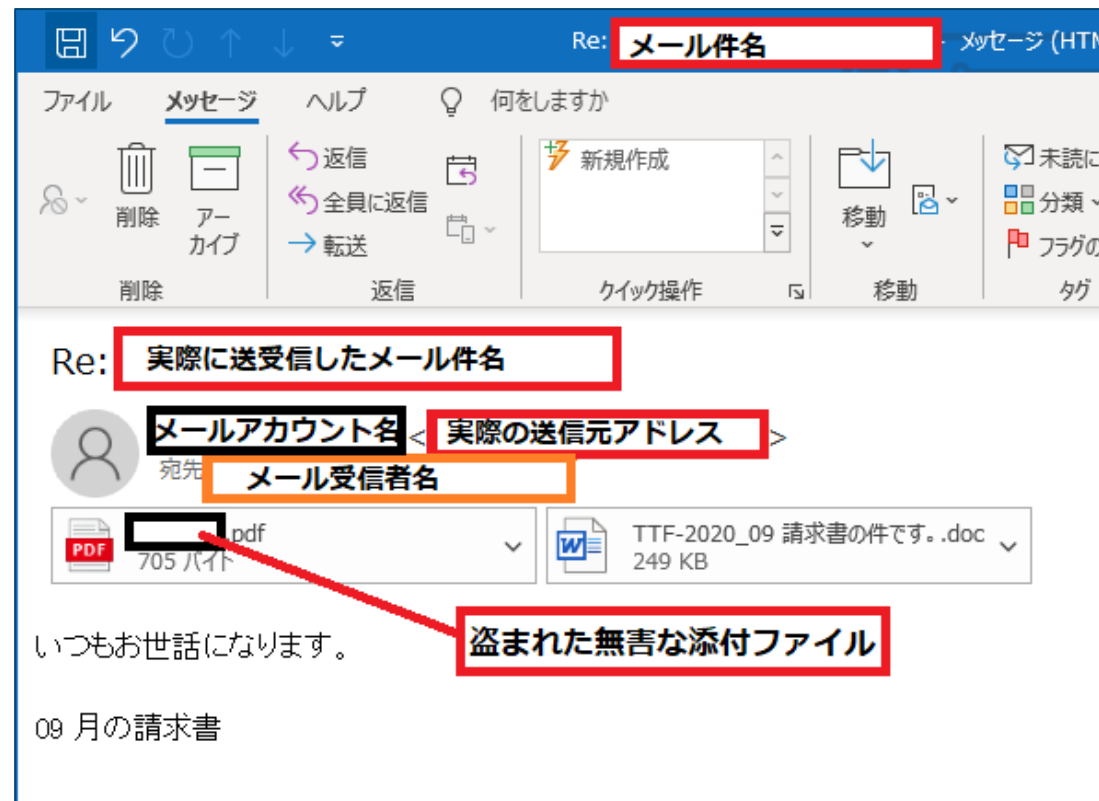 Re: メール件名 - メッセージ (HTM
ファイル メッセージ ヘルプ 何をしますか
削除
アーカイブ
返信
全員に返信
転送
新規作成
移動
未読に
分類
フラグの
削除 返信 クイック操作 移動 タグ
Re: 実際に送受信したメール件名
メールアカウント名 < 実際の送信元アドレス >
宛先 メール受信者名
PDF .pdf
705 バイト
TTF-2020_09 請求書の件です。.doc
249 KB
盗まれた無害な添付ファイル
いつもお世話になります。
09 月の請求書